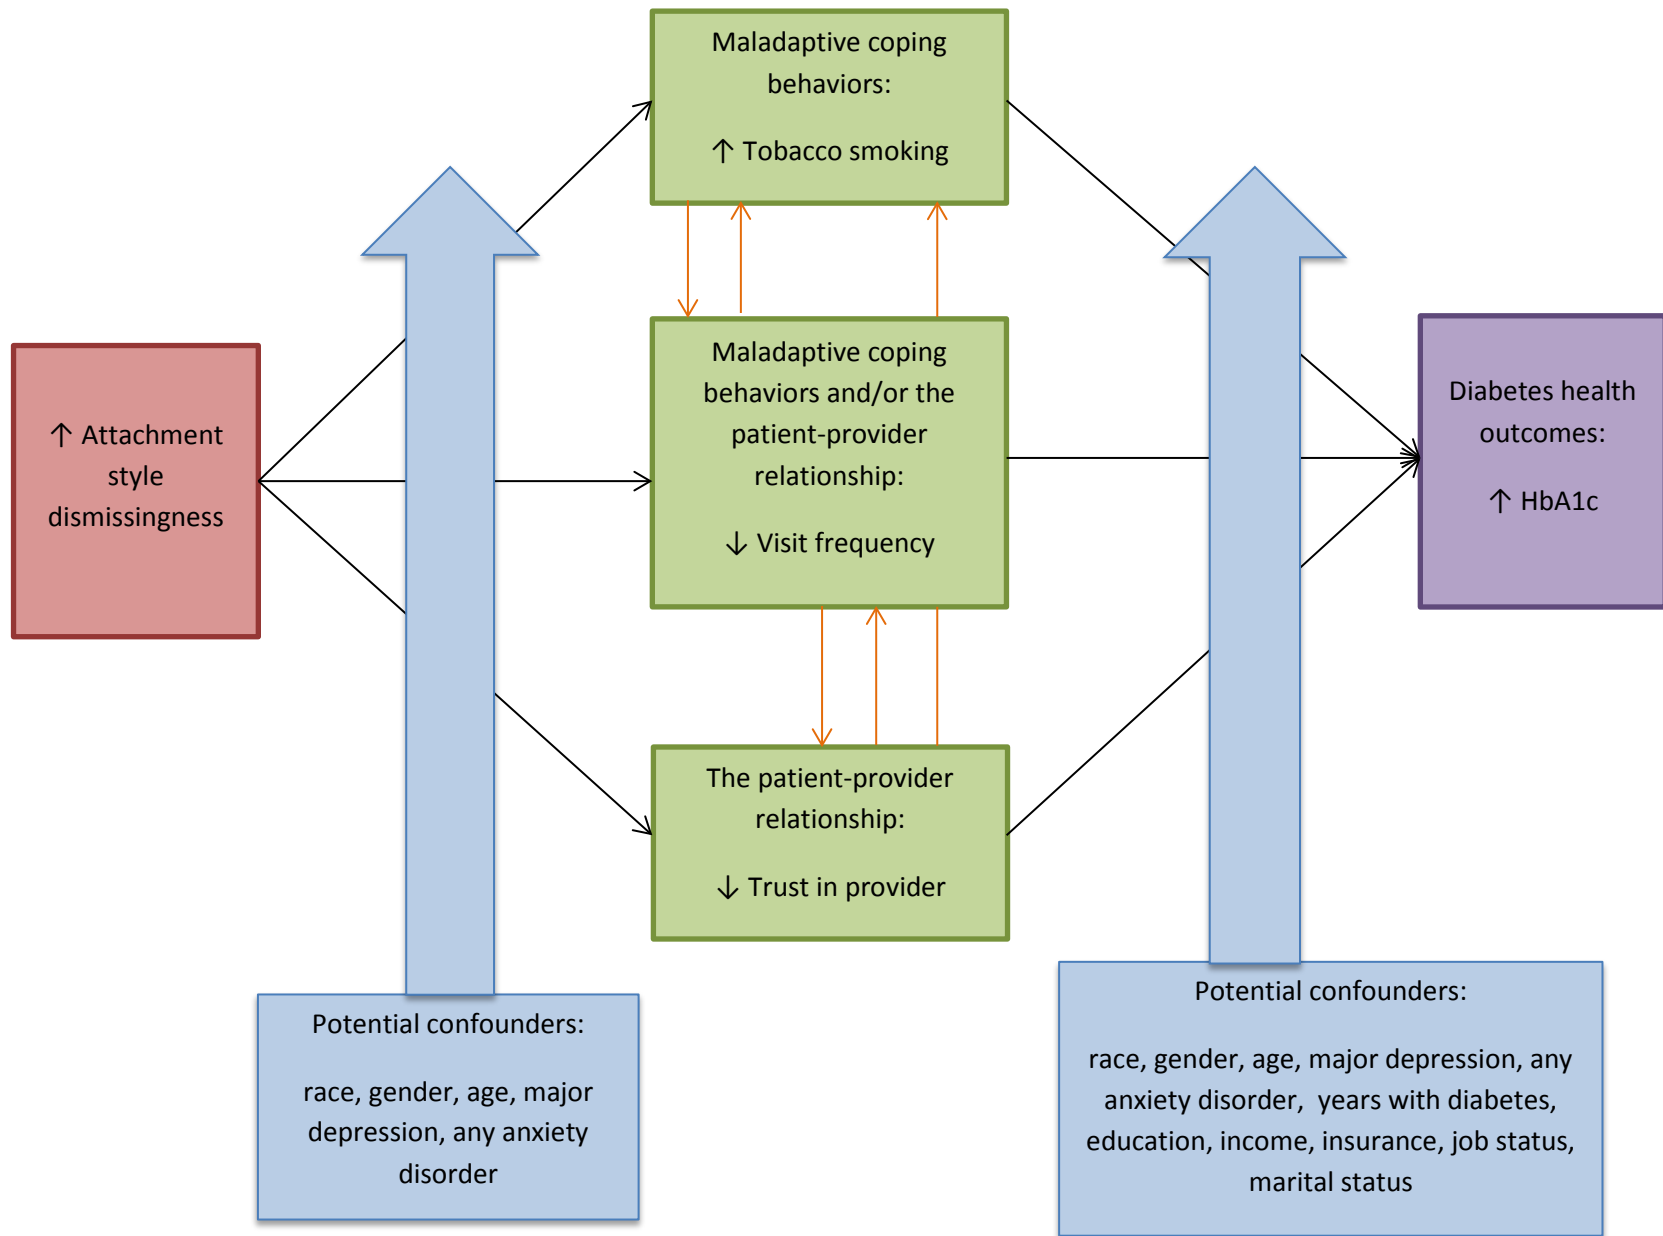 Maladaptive coping
behaviors:
↑ Tobacco smoking
↑ Attachment
style
dismissingness
Maladaptive coping
behaviors and/or the
patient-provider
relationship:
↓ Visit frequency
Diabetes health
outcomes:
↑ HbA1c
The patient-provider
relationship:
↓ Trust in provider
Potential confounders:
race, gender, age, major
depression, any anxiety
disorder
Potential confounders:
race, gender, age, major depression, any
anxiety disorder,  years with diabetes,
education, income, insurance, job status,
marital status